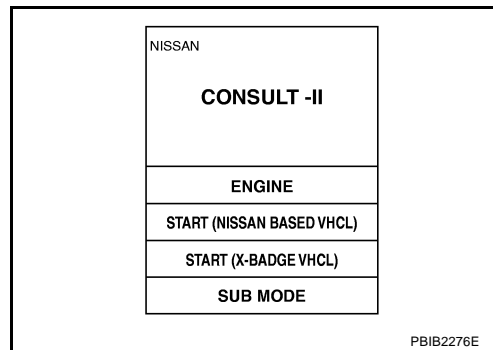 NISSAN
CONSULT -II
ENGINE
START (NISSAN BASED VHCL)
START (X-BADGE VHCL)
SUB MODE
PBIB2276E